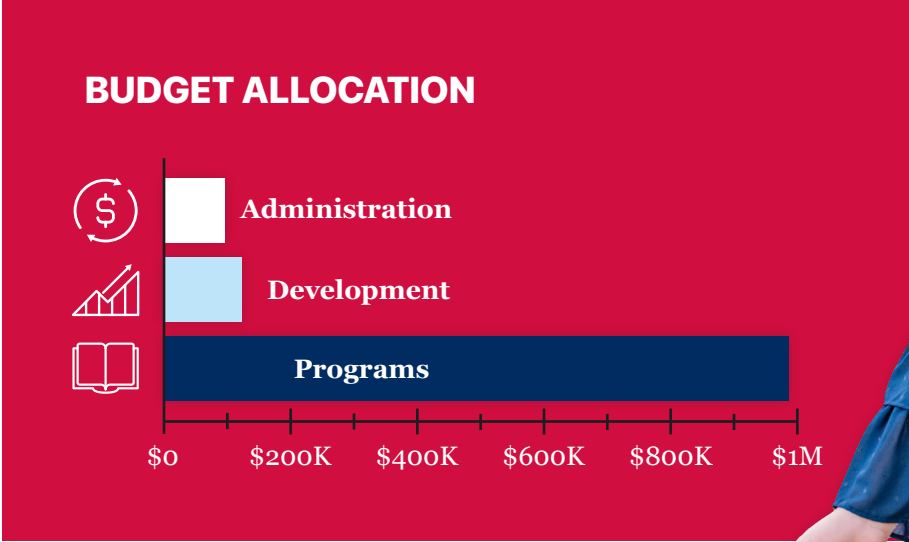 BUDGET ALLOCATION
$
Administration
Development
Programs
$0 $200K $400K $600K $800K $1M